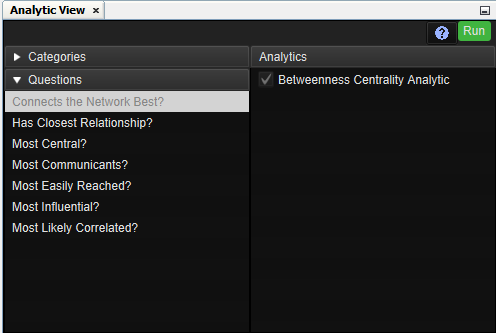 Analytic View
? Run
Categories
Analytics
Questions
Betweenness Centrality Analytic
Connects the Network Best?
Has Closest Relationship?
Most Central?
Most Communicants?
Most Easily Reached?
Most Influential?
Most Likely Correlated?